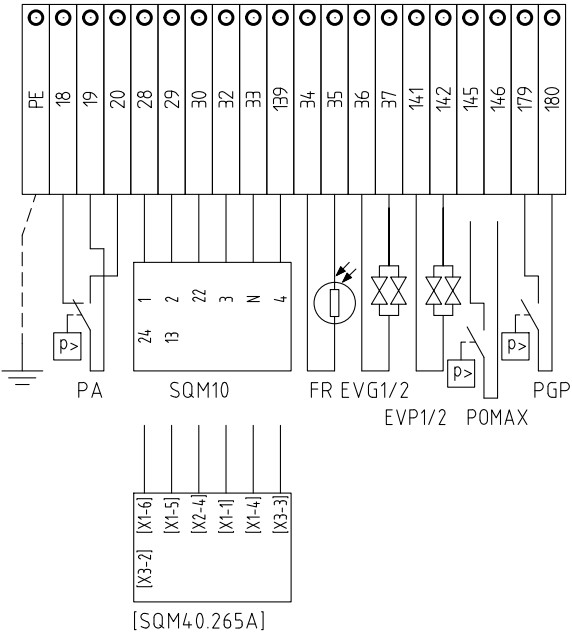 PE 18 19 20 28 29 30 32 33 139 34 35 36 37 141 142 145 146 179 180
1 2 22 3 N 4
24 13
p> p> p>
PA SQM10 FR EVG1/2 PGP
EVP1/2 POMAX
[X1-6] [X1-5] [X2-4] [X1-1] [X1-4] [X3-3]
[X3-2]
[SQM40.265A]